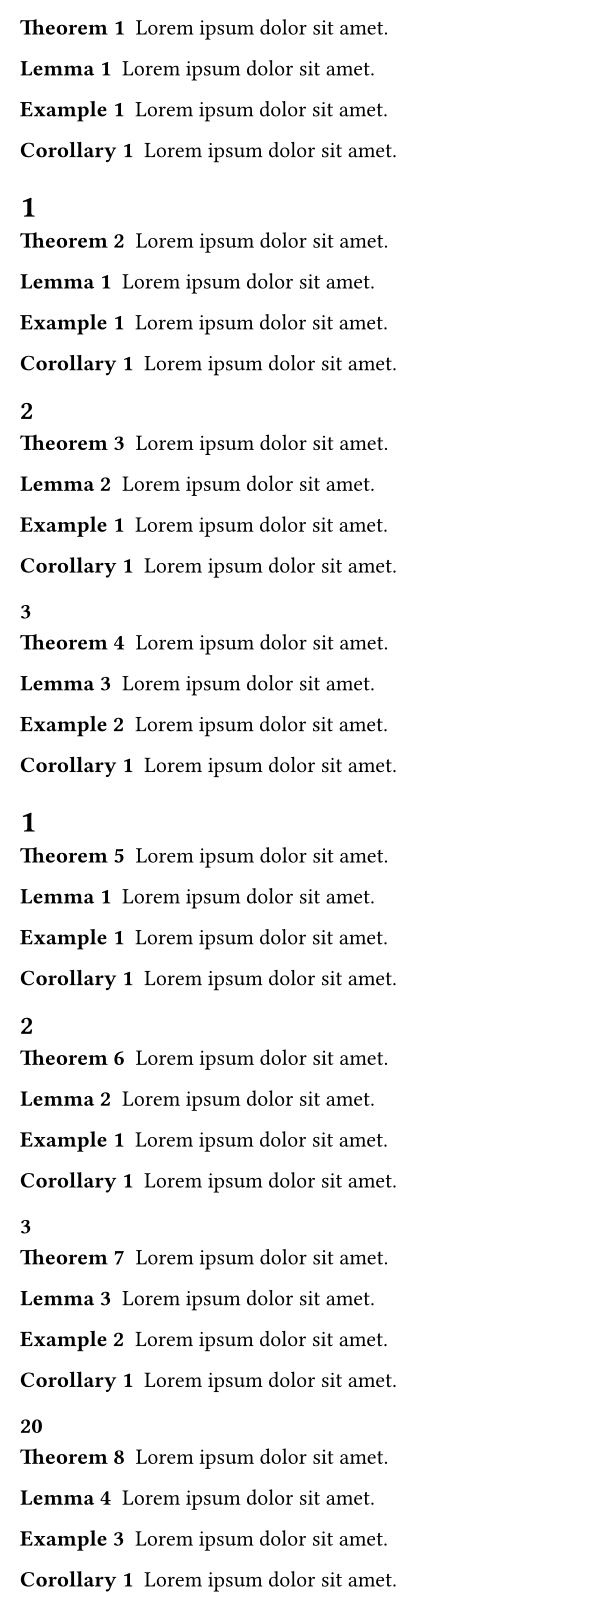 Theorem 1 Lorem ipsum dolor sit amet.
Lemma 1 Lorem ipsum dolor sit amet.
Example 1 Lorem ipsum dolor sit amet.
Corollary 1 Lorem ipsum dolor sit amet.
1
Theorem 2 Lorem ipsum dolor sit amet.
Lemma 1 Lorem ipsum dolor sit amet.
Example 1 Lorem ipsum dolor sit amet.
Corollary 1 Lorem ipsum dolor sit amet.
2
Theorem 3 Lorem ipsum dolor sit amet.
Lemma 2 Lorem ipsum dolor sit amet.
Example 1 Lorem ipsum dolor sit amet.
Corollary 1 Lorem ipsum dolor sit amet.
3
Theorem 4 Lorem ipsum dolor sit amet.
Lemma 3 Lorem ipsum dolor sit amet.
Example 2 Lorem ipsum dolor sit amet.
Corollary 1 Lorem ipsum dolor sit amet.
1
Theorem 5 Lorem ipsum dolor sit amet.
Lemma 1 Lorem ipsum dolor sit amet.
Example 1 Lorem ipsum dolor sit amet.
Corollary 1 Lorem ipsum dolor sit amet.
2
Theorem 6 Lorem ipsum dolor sit amet.
Lemma 2 Lorem ipsum dolor sit amet.
Example 1 Lorem ipsum dolor sit amet.
Corollary 1 Lorem ipsum dolor sit amet.
3
Theorem 7 Lorem ipsum dolor sit amet.
Lemma 3 Lorem ipsum dolor sit amet.
Example 2 Lorem ipsum dolor sit amet.
Corollary 1 Lorem ipsum dolor sit amet.
20
Theorem 8 Lorem ipsum dolor sit amet.
Lemma 4 Lorem ipsum dolor sit amet.
Example 3 Lorem ipsum dolor sit amet.
Corollary 1 Lorem ipsum dolor sit amet.